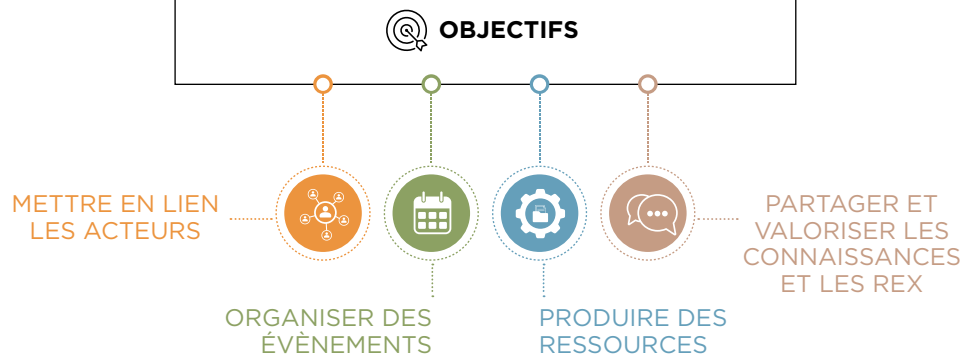 OBJECTIFS
METTRE EN LIEN
LES ACTEURS
ORGANISER DES
ÉVÈNEMENTS
PRODUIRE DES
RESSOURCES
PARTAGER ET
VALORISER LES
CONNAISSANCES
ET LES REX